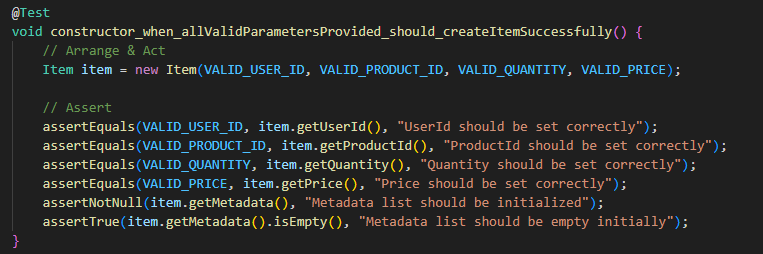 @Test
void constructor_when_allValidParametersProvided_should_createItemSuccessfully() {
    // Arrange & Act
    Item item = new Item(VALID_USER_ID, VALID_PRODUCT_ID, VALID_QUANTITY, VALID_PRICE);

    // Assert
    assertEquals(VALID_USER_ID, item.getUserId(), "UserId should be set correctly");
    assertEquals(VALID_PRODUCT_ID, item.getProductId(), "ProductId should be set correctly");
    assertEquals(VALID_QUANTITY, item.getQuantity(), "Quantity should be set correctly");
    assertEquals(VALID_PRICE, item.getPrice(), "Price should be set correctly");
    assertNotNull(item.getMetadata(), "Metadata list should be initialized");
    assertTrue(item.getMetadata().isEmpty(), "Metadata list should be empty initially");
}